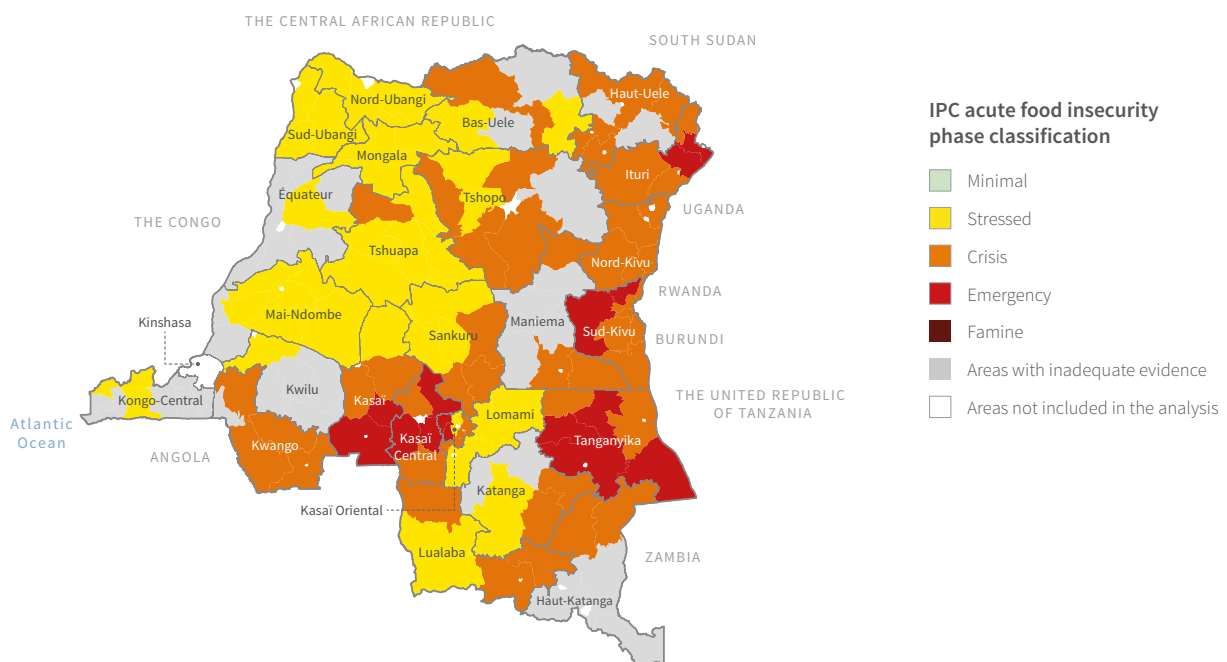 THE CENTRAL AFRICAN REPUBLIC
SOUTH SUDAN
Nord-Ubangi
Haut-Uele
Sud-Ubangi
Bas-Uele
Mongala
Ituri
Équateur
Tshopo
UGANDA
THE CONGO
Tshuapa
Nord-Kivu
RWANDA
Mai-Ndombe
Kinshasa
Maniema
Sud-Kivu
Sankuru
BURUNDI
Kwilu
Kasaï
Kongo-Central
THE UNITED REPUBLIC
OF TANZANIA
Lomami
Atlantic
Ocean
Kwango
Kasaï
Central
Tanganyika
ANGOLA
Katanga
Kasaï Oriental
Lualaba
ZAMBIA
Haut-Katanga
IPC acute food insecurity
phase classification
Minimal
Stressed
Crisis
Emergency
Famine
Areas with inadequate evidence
Areas not included in the analysis